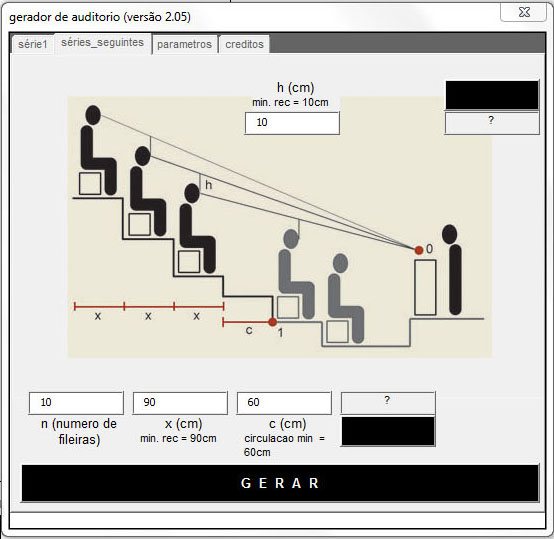 gerador de auditorio (versão 2.05)
série1 séries_seguintes parametros creditos
h (cm)
min. rec = 10cm
10
?
h
0
x x x
c 1
10 90 60 ?
n (numero de fileiras)
x (cm)
min. rec = 90cm
c (cm)
circulacao min =
60cm
G E R A R